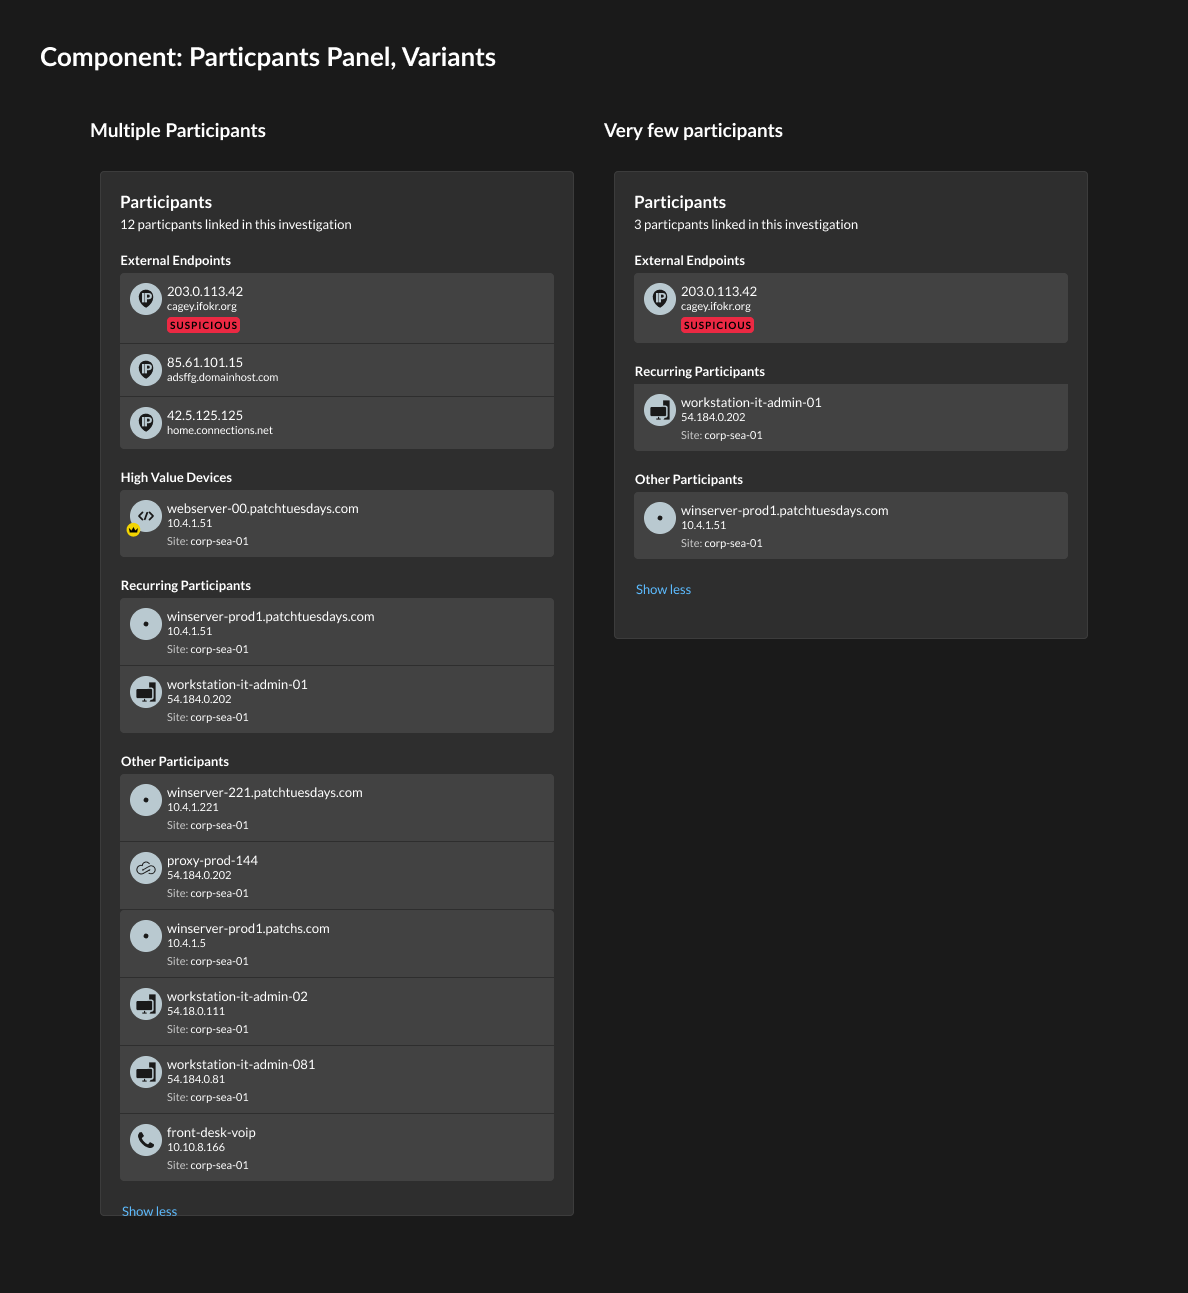 Component: Particpants Panel, Variants
Multiple Participants
Participants
12 particpants linked in this investigation
External Endpoints
IP
203.0.113.42
cagey.ifokr.org
SUSPICIOUS
IP
85.61.101.15
adsffg.domainhost.com
IP
42.5.125.125
home.connections.net
High Value Devices
webserver-00.patchtuesdays.com
10.4.1.51
Site: corp-sea-01
Recurring Participants
winserver-prod1.patchtuesdays.com
10.4.1.51
Site: corp-sea-01
workstation-it-admin-01
54.184.0.202
Site: corp-sea-01
Other Participants
winserver-221.patchtuesdays.com
10.4.1.221
Site: corp-sea-01
proxy-prod-144
54.184.0.202
Site: corp-sea-01
winserver-prod1.patchs.com
10.4.1.5
Site: corp-sea-01
workstation-it-admin-02
54.18.0.111
Site: corp-sea-01
workstation-it-admin-081
54.184.0.81
Site: corp-sea-01
front-desk-voip
10.10.8.166
Site: corp-sea-01
Show less
Very few participants
Participants
3 particpants linked in this investigation
External Endpoints
IP
203.0.113.42
cagey.ifokr.org
SUSPICIOUS
Recurring Participants
workstation-it-admin-01
54.184.0.202
Site: corp-sea-01
Other Participants
winserver-prod1.patchtuesdays.com
10.4.1.51
Site: corp-sea-01
Show less